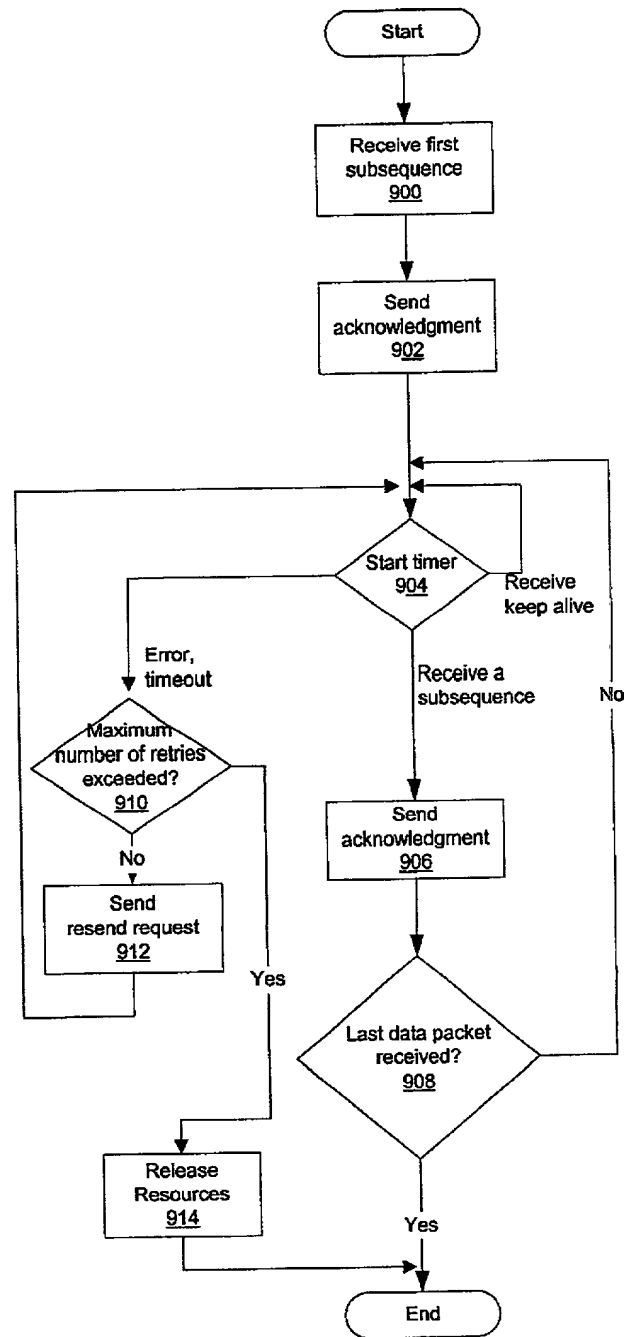 Start
Receive first
subsequence
900
Send
acknowledgment
902
Start timer
904
Receive
keep alive
Error,
timeout
Receive a
subsequence
No
Maximum
number of retries
exceeded?
910
Send
acknowledgment
906
No
Send
resend request
912
Yes
Last data packet
received?
908
Release
Resources
914
Yes
End